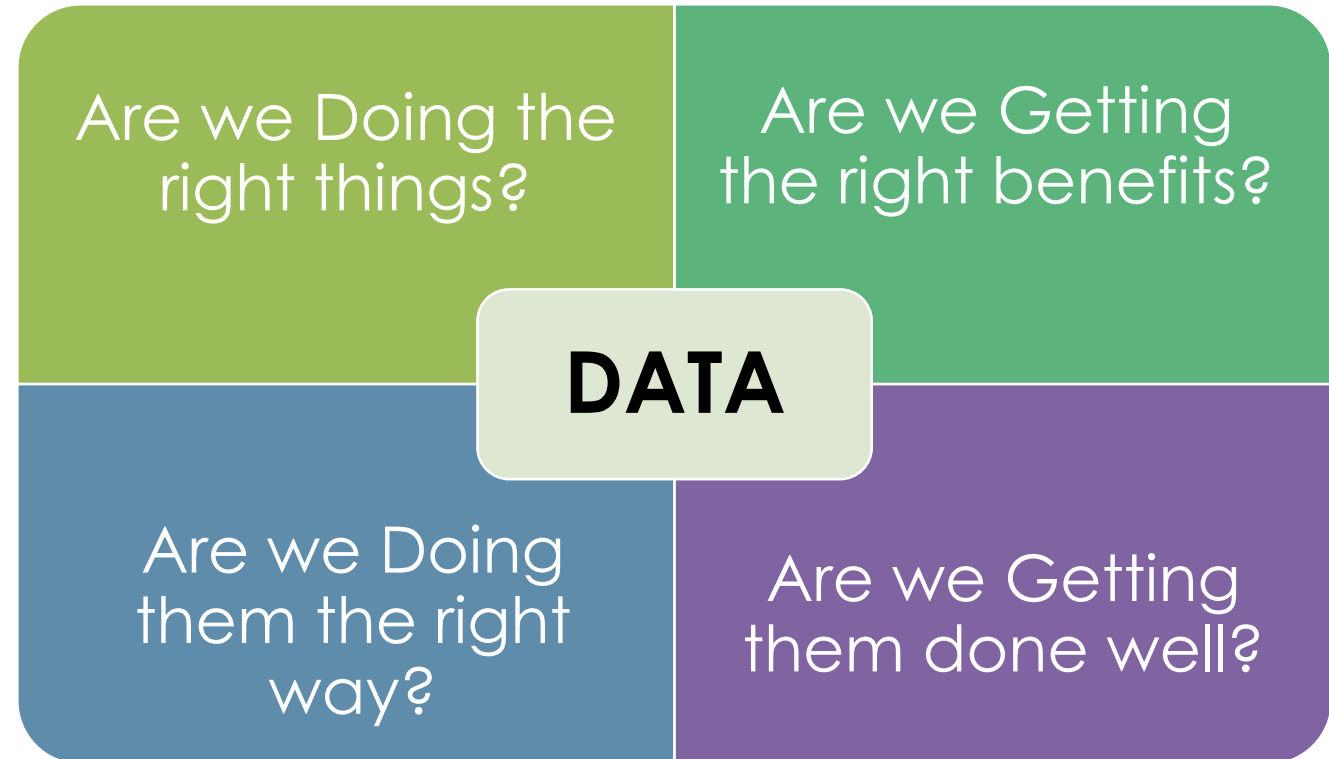 Are we Doing the
right things?
Are we Getting
the right benefits?
DATA
Are we Doing
them the right
way?
Are we Getting
them done well?